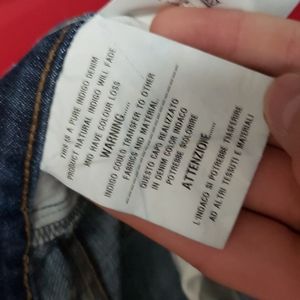 THIS IS A PURE INDIGO DENIM
PRODUCT NATURAL INDIGO WILL FADE
AND HAVE COLOUR LOSS
WARNING....
INDIGO COULD TRANSFER TO OTHER
FABRICS AND MATERIAL.
QUESTO CAPO REALIZZATO
IN DENIM COLOR INDACO
POTREBBE SCOLORIRE
ATTENZIONE.....
L'INDACO SI POTREBBE TRASFERIRE
AD ALTRI TESSUTI E MATERIALI